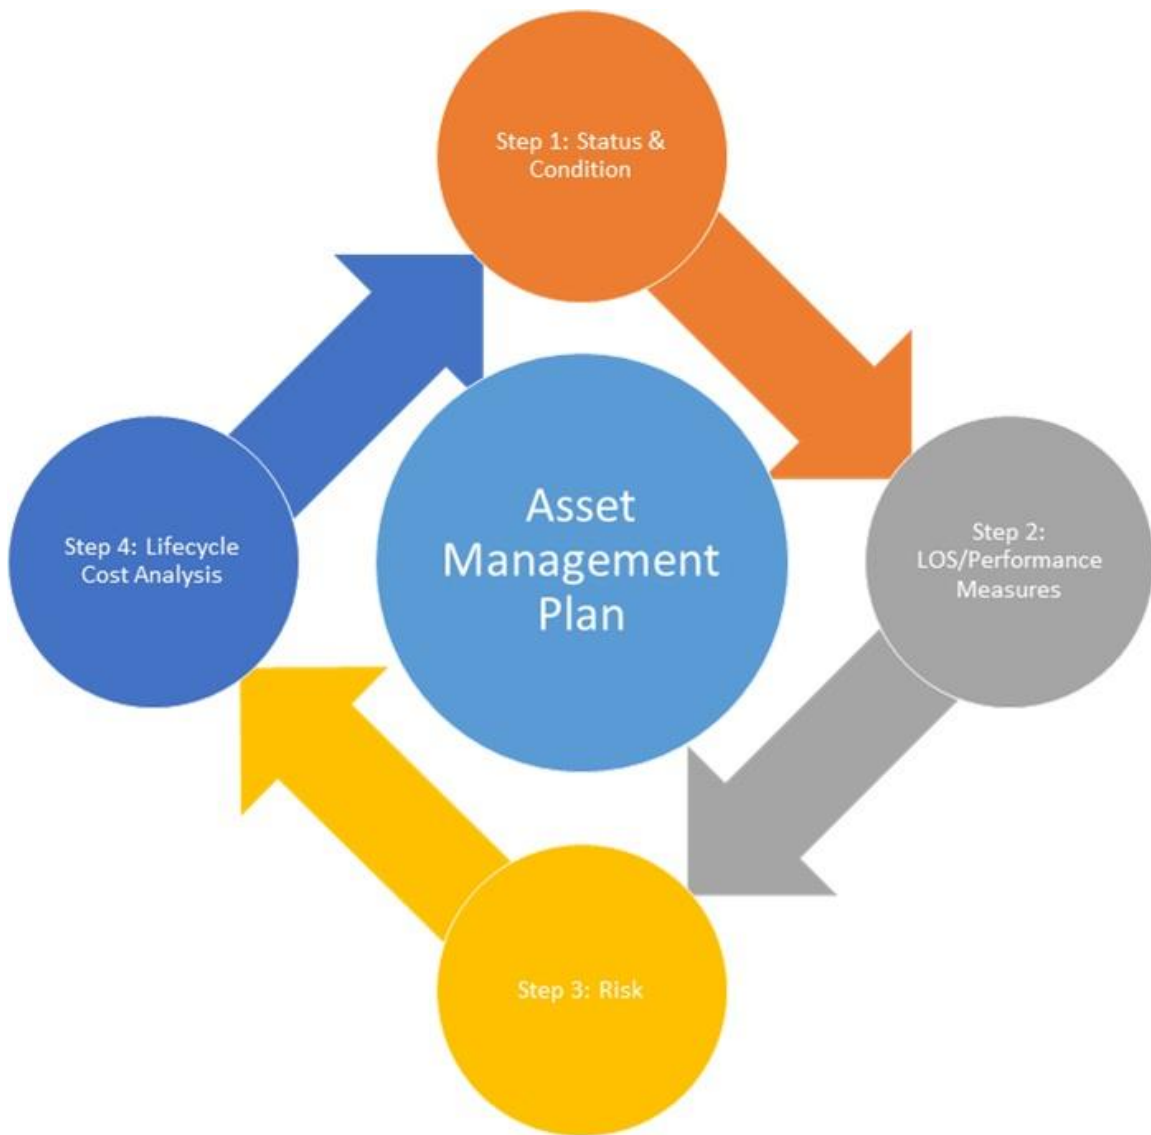 Step 1: Status &
Condition
Step 2:
LOS/Performance
Measures
Step 3: Risk
Step 4: Lifecycle
Cost Analysis
Asset
Management
Plan